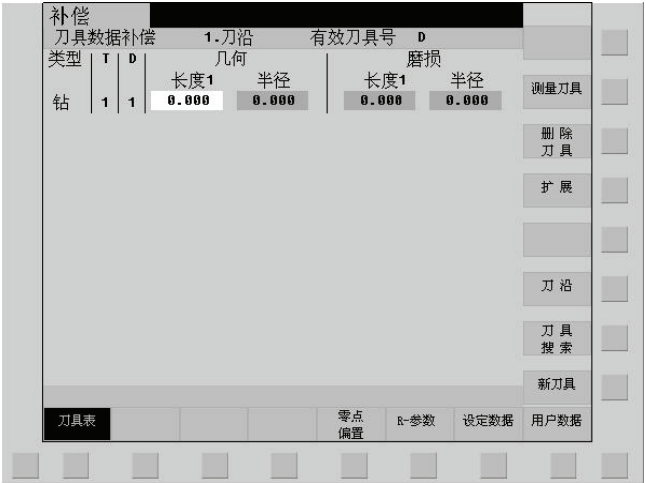 补偿
刀具数据补偿 1.刀沿 有效刀具号 D
类型 T D 几何 磨损
长度1 半径 长度1 半径
钻 1 1 0.000 0.000 0.000 0.000
测量刀具
删除
刀具
扩展
刀沿
刀具
搜索
新刀具
刀具表 零点
偏置 R-参数 设定数据 用户数据